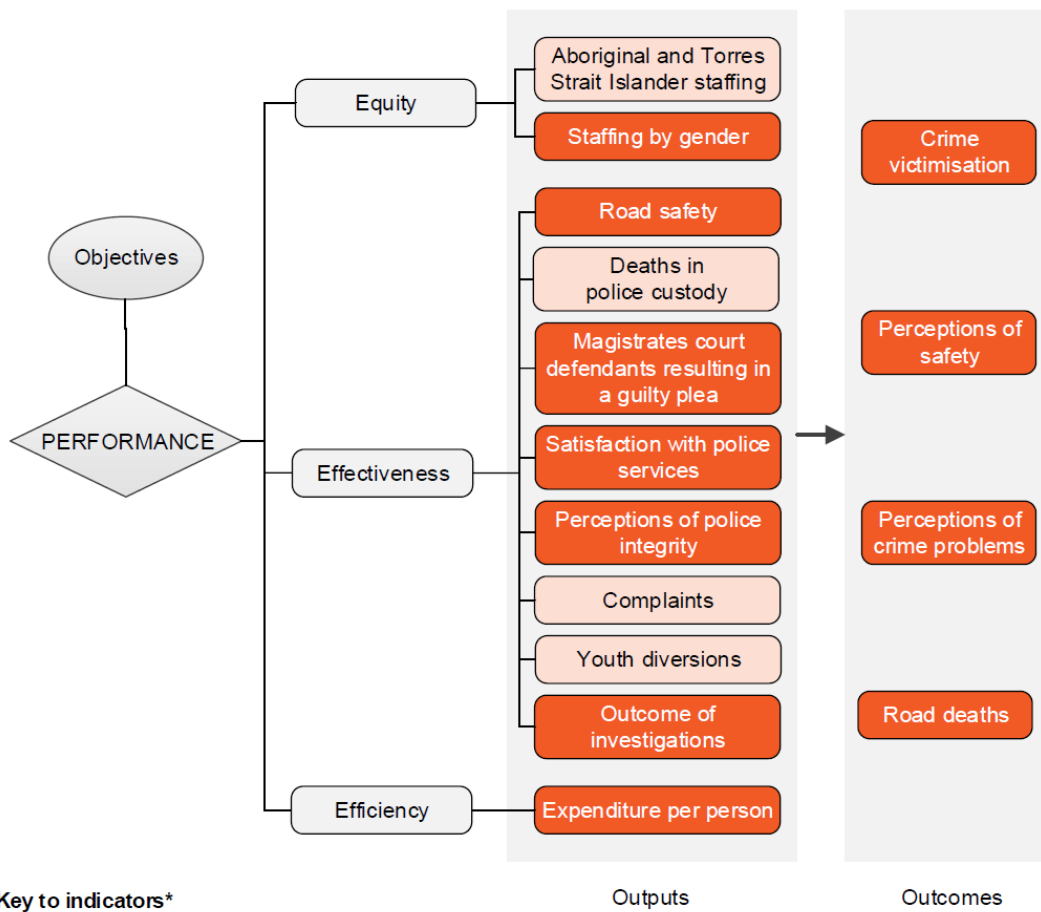 Objectives
PERFORMANCE
Equity
Effectiveness
Efficiency
Aboriginal and Torres
Strait Islander staffing
Staffing by gender
Road safety
Deaths in
police custody
Magistrates court
defendants resulting in
a guilty plea
Satisfaction with police
services
Perceptions of police
integrity
Complaints
Youth diversions
Outcome of
investigations
Expenditure per person
Crime
victimisation
Perceptions of
safety
Perceptions of
crime problems
Road deaths
Key to indicators*
Outputs
Outcomes